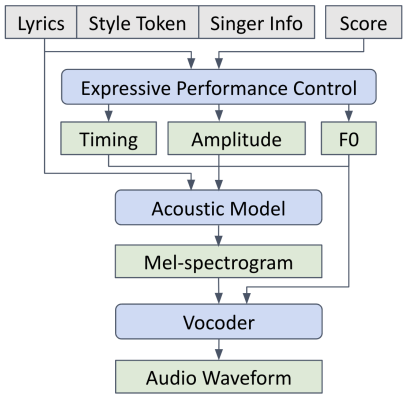 Lyrics Style Token Singer Info Score
Expressive Performance Control
Timing Amplitude F0
Acoustic Model
Mel-spectrogram
Vocoder
Audio Waveform